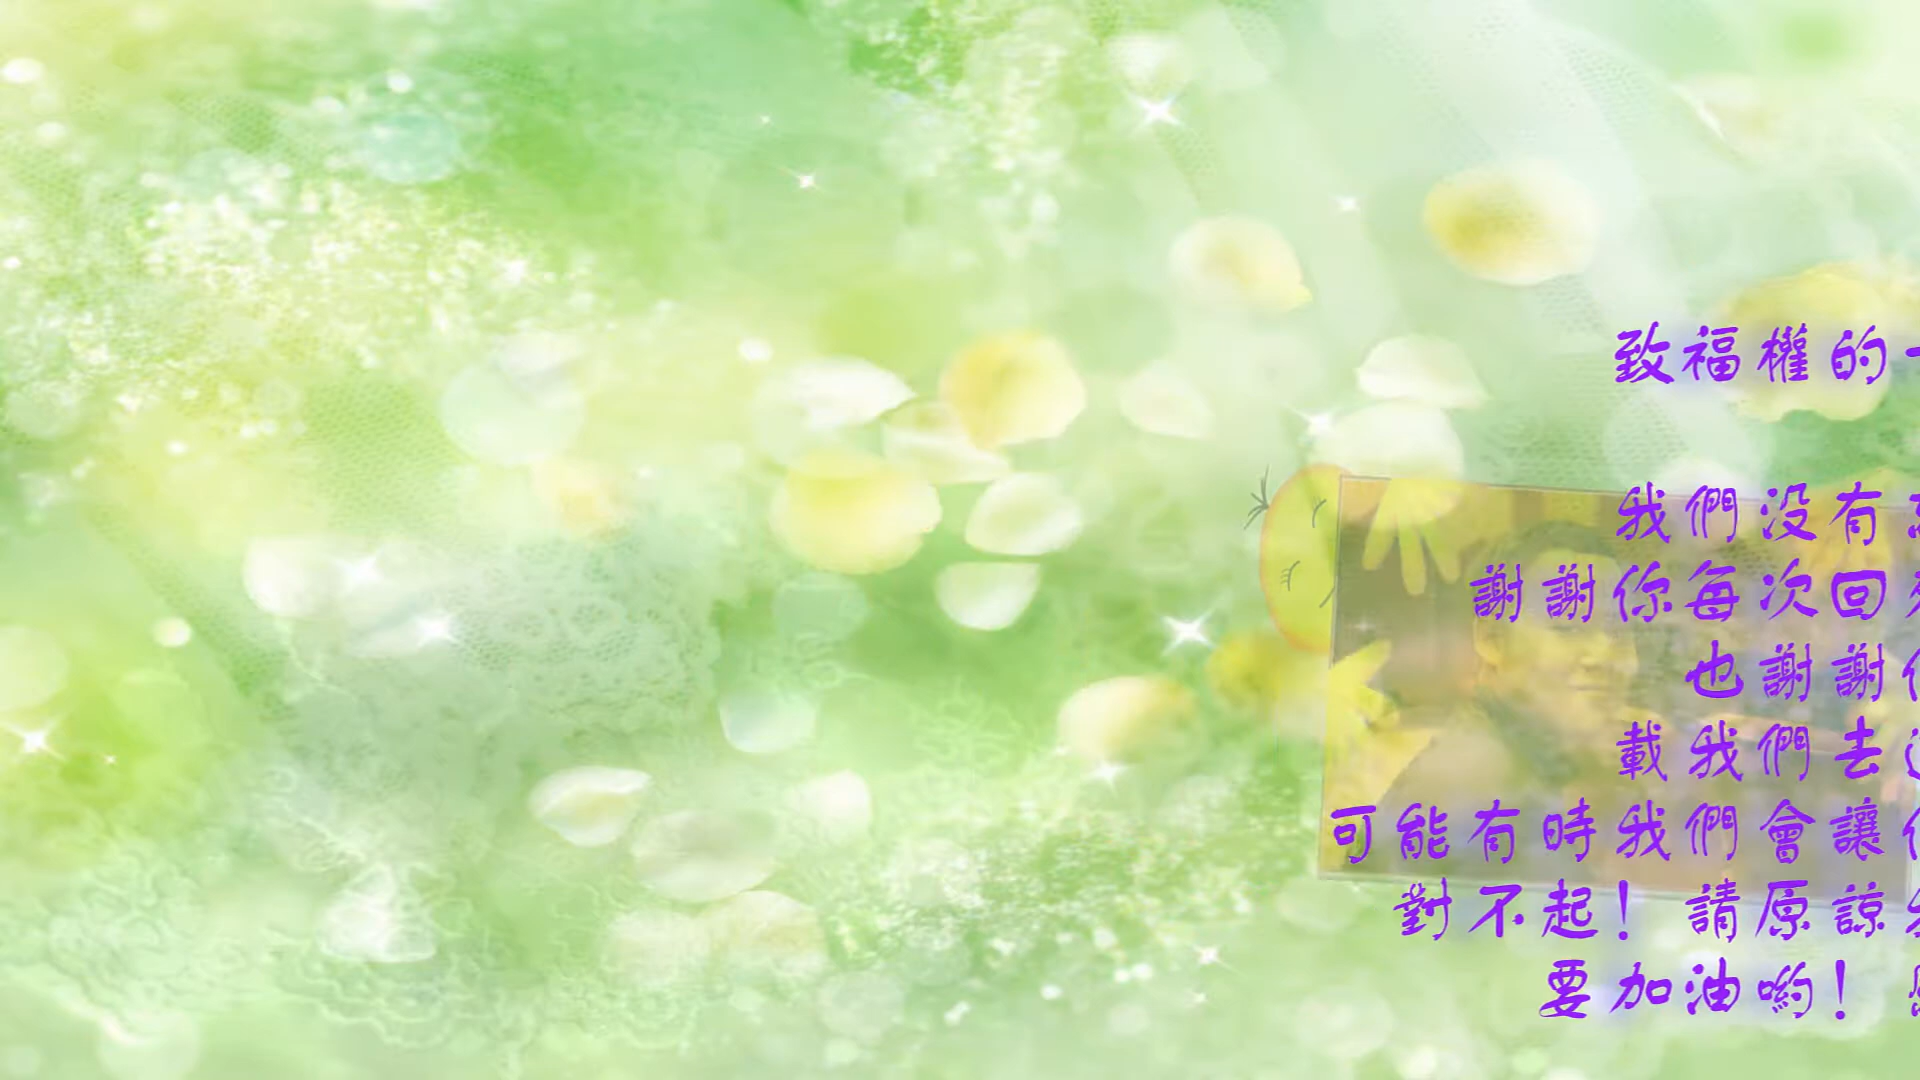 致福權的
我們没有
謝謝你每次回
也謝謝
載我們去
可能有時我們會讓
對不起！請原諒
要加油喲！